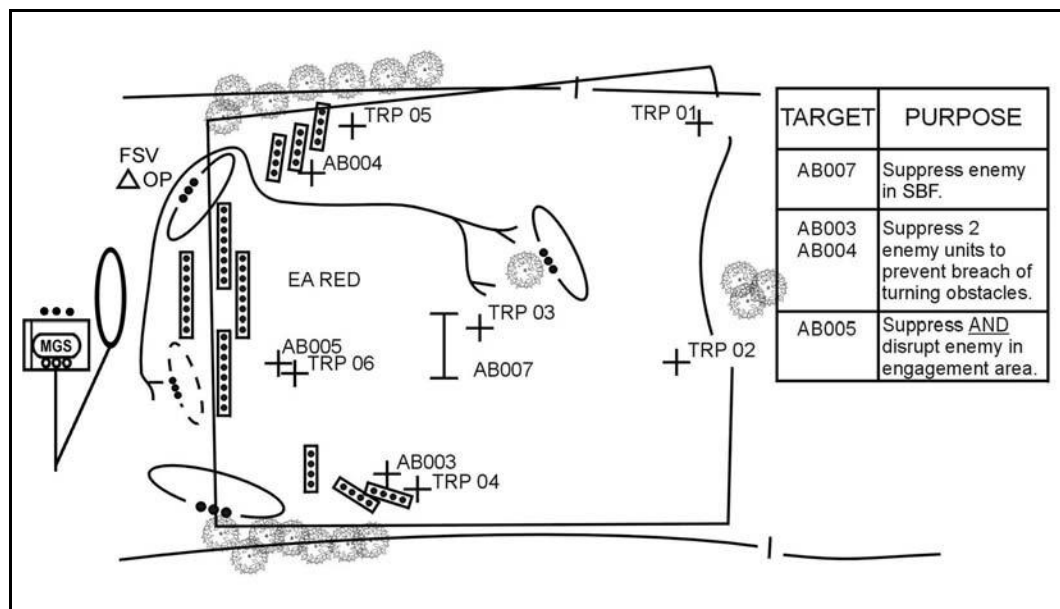 TRP 05
AB004
FSV
OP
TRP 01
EA RED
MGS
TRP 03
AB005
TRP 06
AB007
TRP 02
AB003
TRP 04
TARGET PURPOSE
AB007 Suppress enemy
in SBF.
AB003 Suppress 2
AB004 enemy units to
prevent breach of
turning obstacles.
AB005 Suppress AND
disrupt enemy in
engagement area.